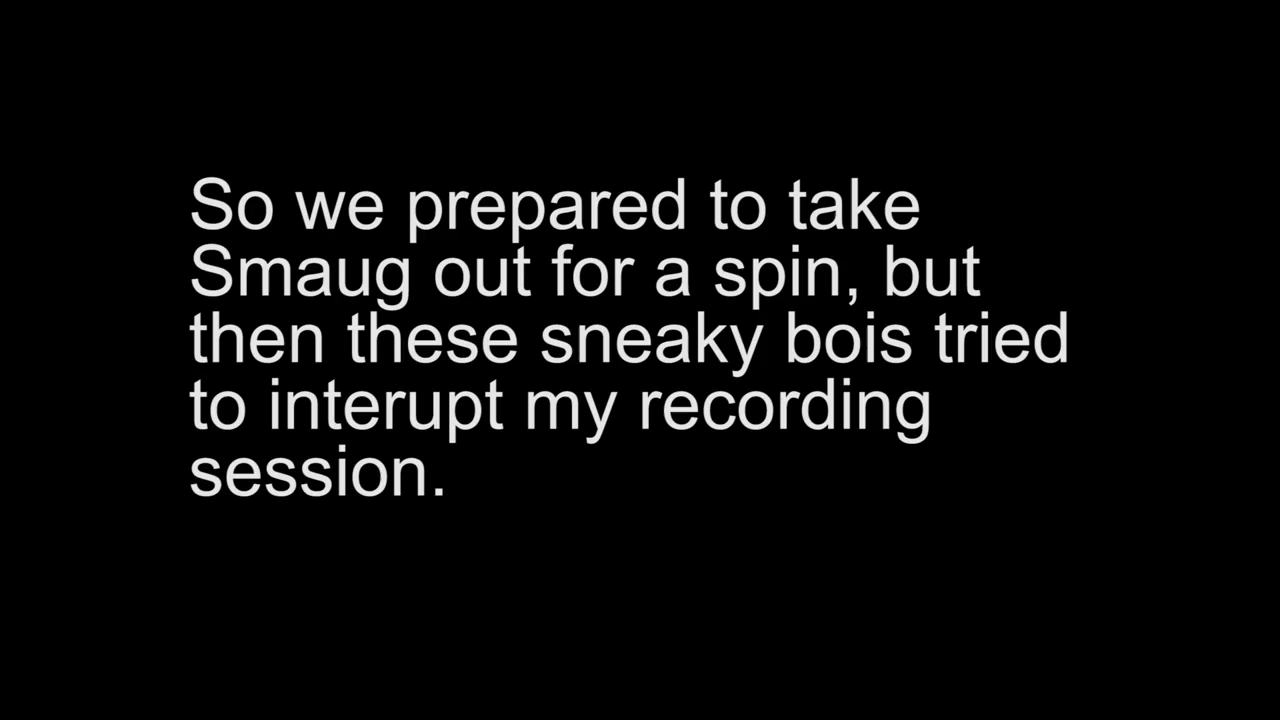 So we prepared to take
Smaug out for a spin, but
then these sneaky bois tried
to interupt my recording
session.